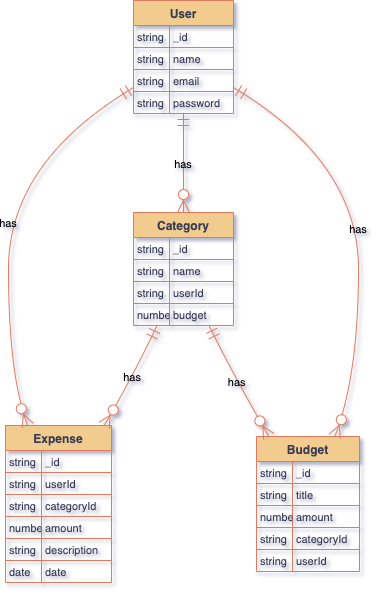 User
string _id
string name
string email
string password
has
has
has
Category
string _id
string name
string userId
numbe budget
has
has
Expense
string _id
string userId
string categoryId
numbe amount
string description
date date
Budget
string _id
string title
numbe amount
string categoryId
string userId